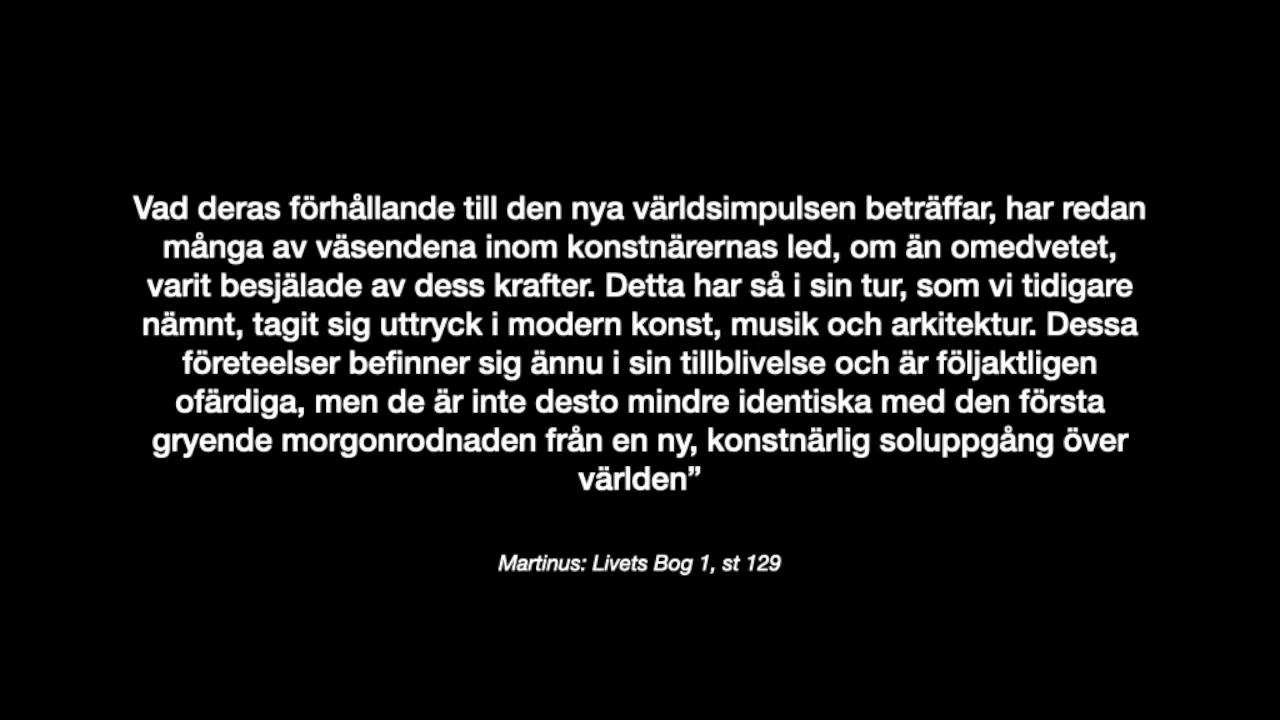 Vad deras förhållande till den nya världsimpulsen beträffar, har redan
många av väsendena inom konstnärernas led, om än omedvetet,
varit besjälade av dess krafter. Detta har så i sin tur, som vi tidigare
nämnt, tagit sig uttryck i modern konst, musik och arkitektur. Dessa
företeelser befinner sig ännu i sin tillblivelse och är följaktligen
ofärdiga, men de är inte desto mindre identiska med den första
gryende morgonrodnaden från en ny, konstnärlig soluppgång över
världen”
Martinus: Livets Bog 1, st 129